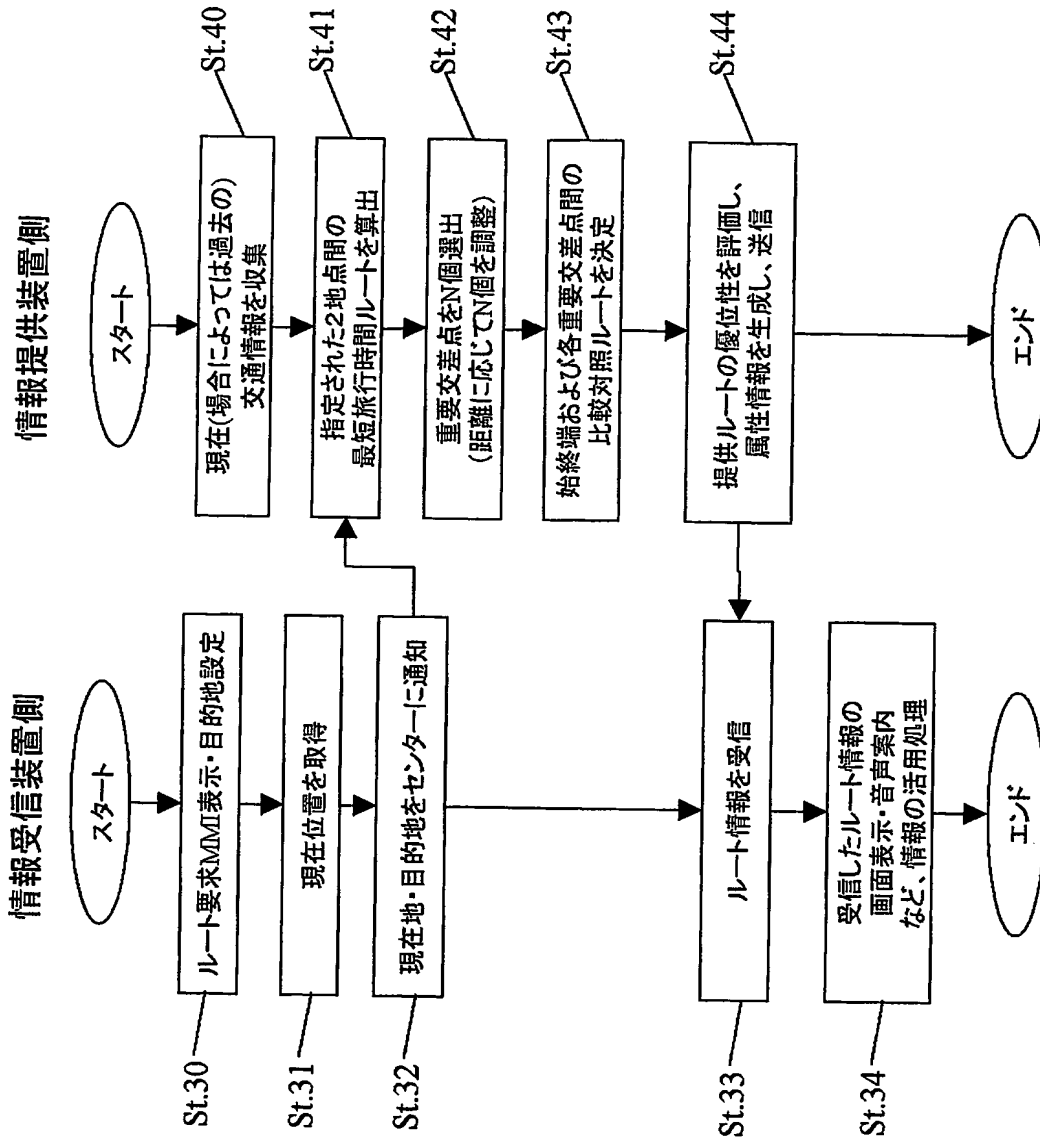 情報受信装置側
スタート
St.30
ルート要求MMI表示・目的地設定
St.31
現在位置を取得
St.32
現在地・目的地をセンターに通知
St.33
ルート情報を受信
St.34
受信したルート情報の
画面表示・音声案内
など、情報の活用処理
エンド
情報提供装置側
スタート
現在(場合によっては過去の)
交通情報を収集
St.40
指定された2地点間の
最短旅行時間ルートを算出
St.41
重要交差点をN個選出
(距離に応じてN個を調整)
St.42
始終端および各重要交差点間の
比較対照ルートを決定
St.43
提供ルートの優位性を評価し、
属性情報を生成し、送信
St.44
エンド